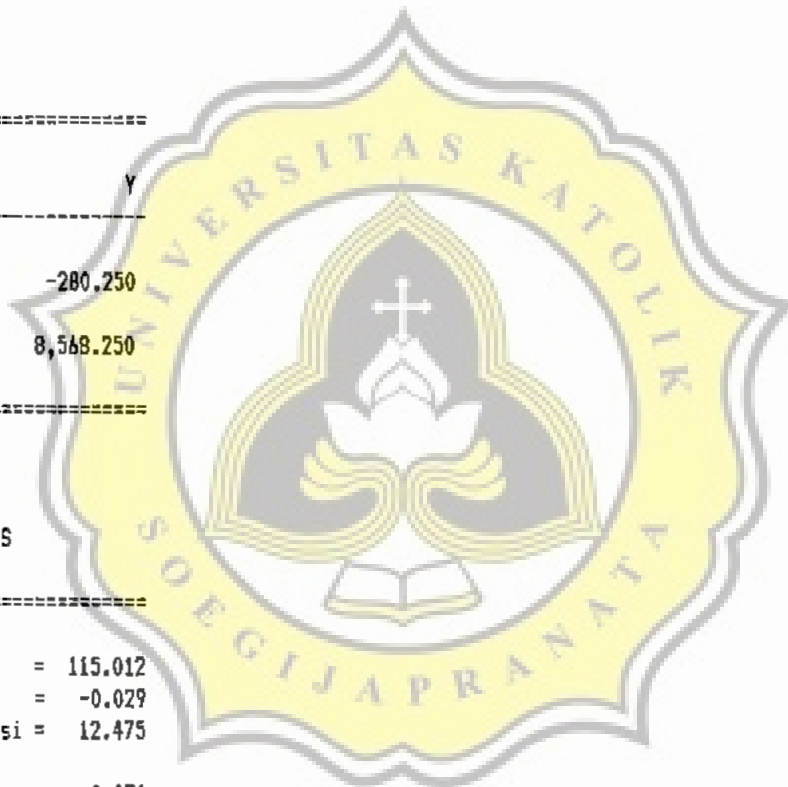 Y
-280.250
8,568.250
S
= 115.012
= -0.029
si = 12.475
UNIVERSITAS KATOLIK
SOEGIJAPRANATA